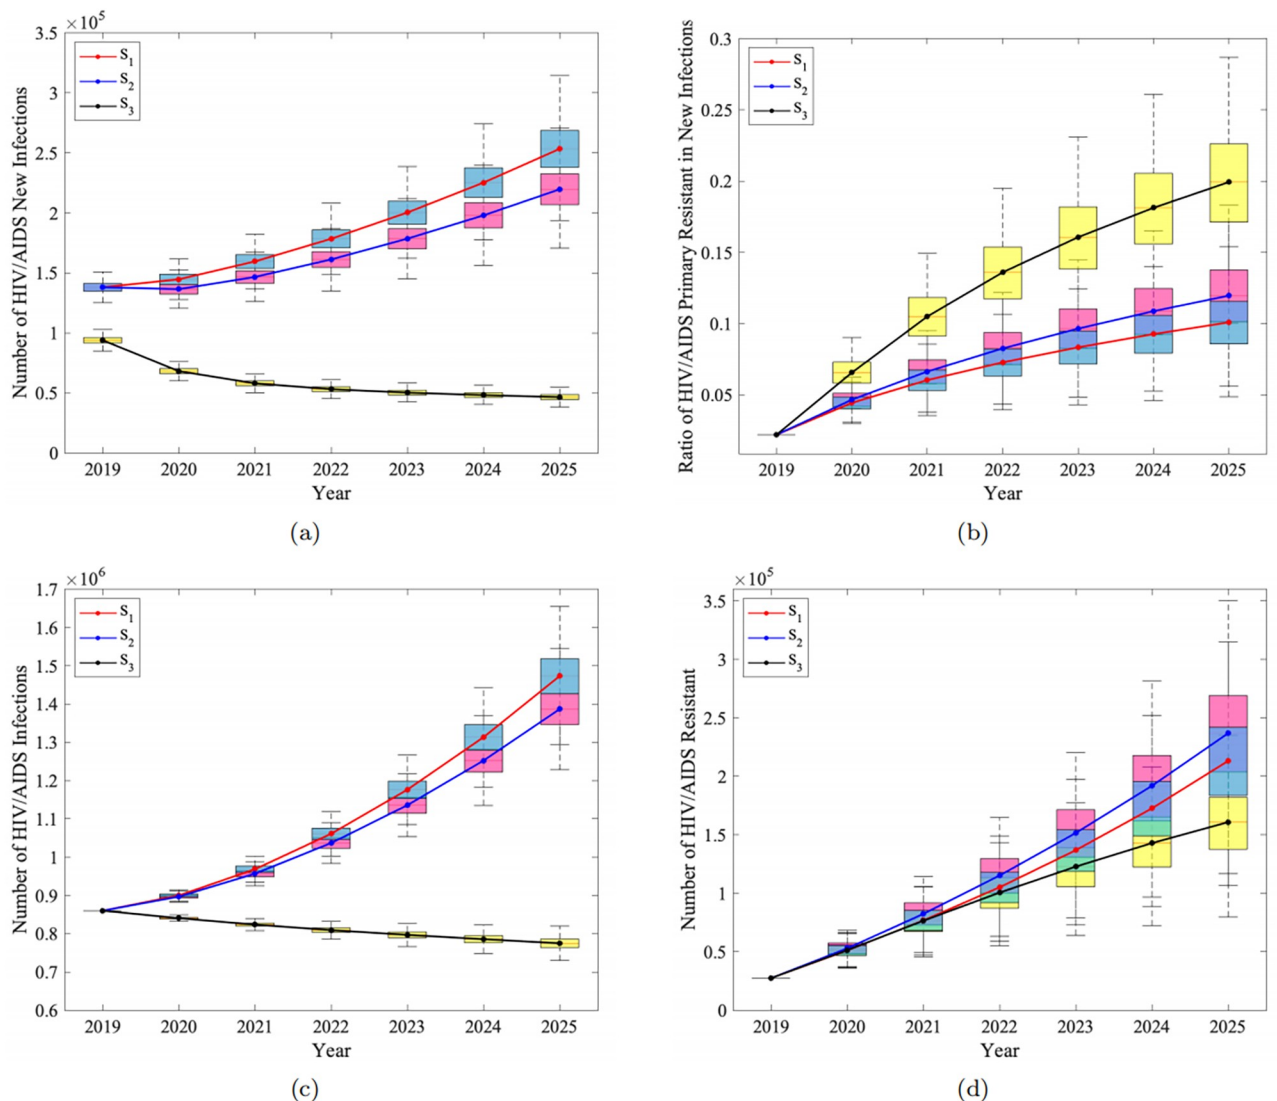 ×10⁵
3.5
3
2.5
2
1.5
1
0.5
0
S₁
S₂
S₃
Number of HIV/AIDS New Infections
2019 2020 2021 2022 2023 2024 2025
Year
(a)
0.3
0.25
0.2
0.15
0.1
0.05
S₁
S₂
S₃
Ratio of HIV/AIDS Primary Resistant in New Infections
2019 2020 2021 2022 2023 2024 2025
Year
(b)
×10⁶
1.7
1.6
1.5
1.4
1.3
1.2
1.1
1
0.9
0.8
0.7
0.6
S₁
S₂
S₃
Number of HIV/AIDS Infections
2019 2020 2021 2022 2023 2024 2025
Year
(c)
×10⁵
3.5
3
2.5
2
1.5
1
0.5
0
S₁
S₂
S₃
Number of HIV/AIDS Resistant
2019 2020 2021 2022 2023 2024 2025
Year
(d)